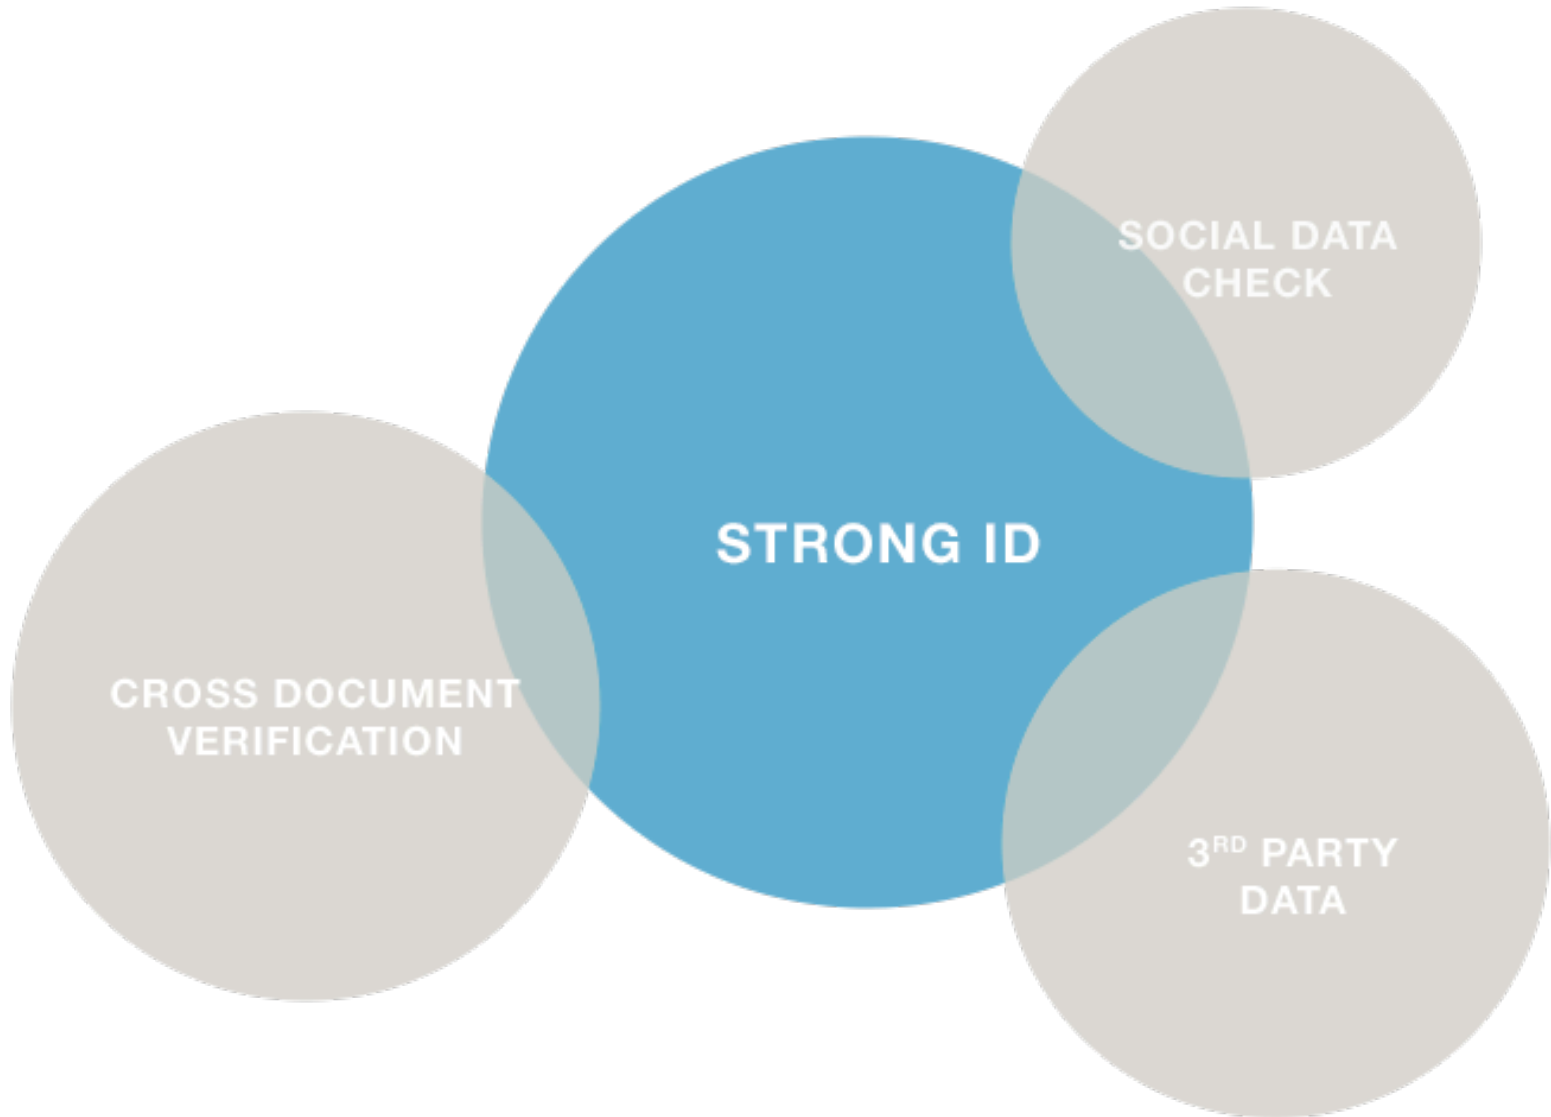 SOCIAL DATA
CHECK
STRONG ID
CROSS DOCUMENT
VERIFICATION
3RD PARTY
DATA